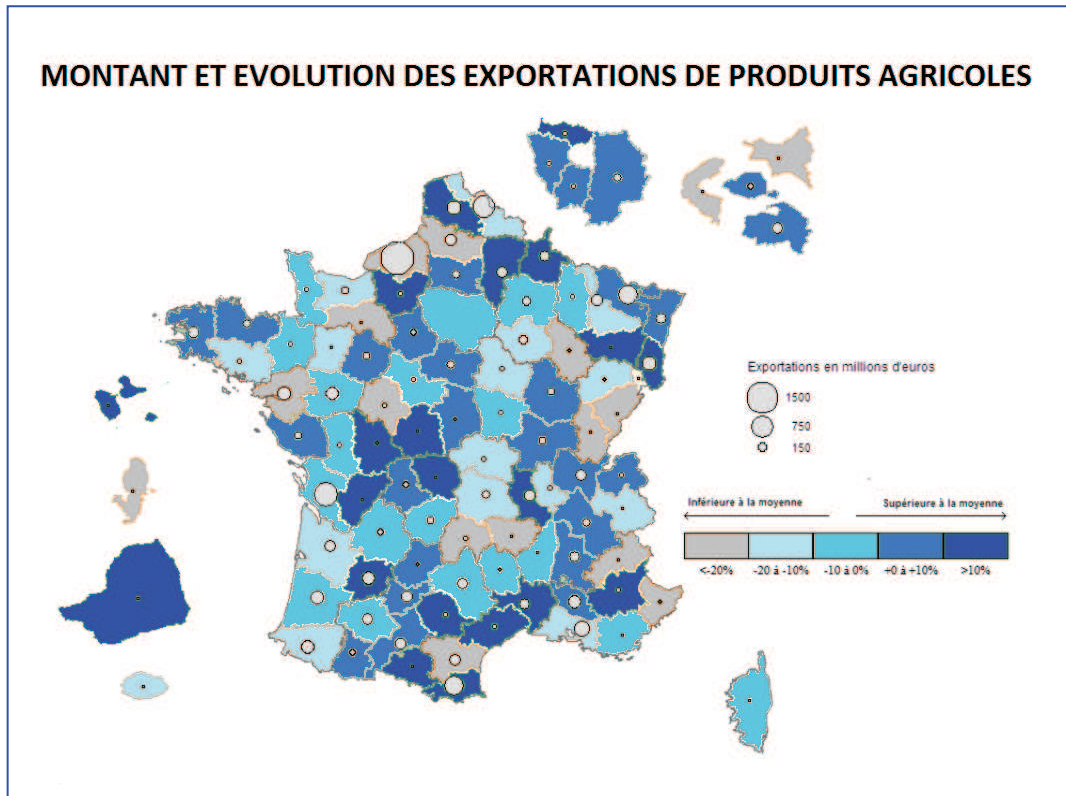 MONTANT ET EVOLUTION DES EXPORTATIONS DE PRODUITS AGRICOLES
Exportations en millions d'euros
1500
750
150
Inférieure à la moyenne
Supérieure à la moyenne
<-20%
-20 à -10%
-10 à 0%
+0 à +10%
>10%